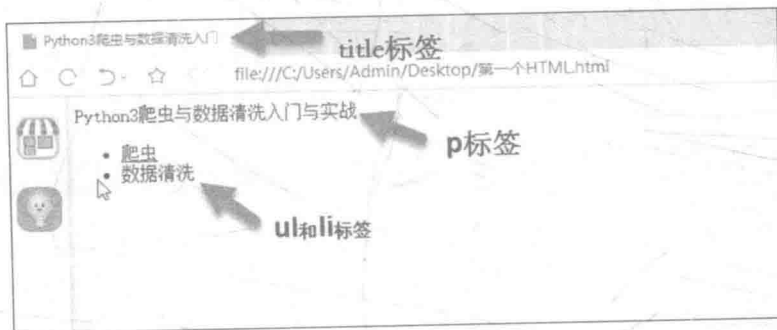 Python3爬虫与数据清洗入门
title标签
file:///C:/Users/Admin/Desktop/第一个HTML.html
Python3爬虫与数据清洗入门与实战
p标签
爬虫
数据清洗
ul和li标签